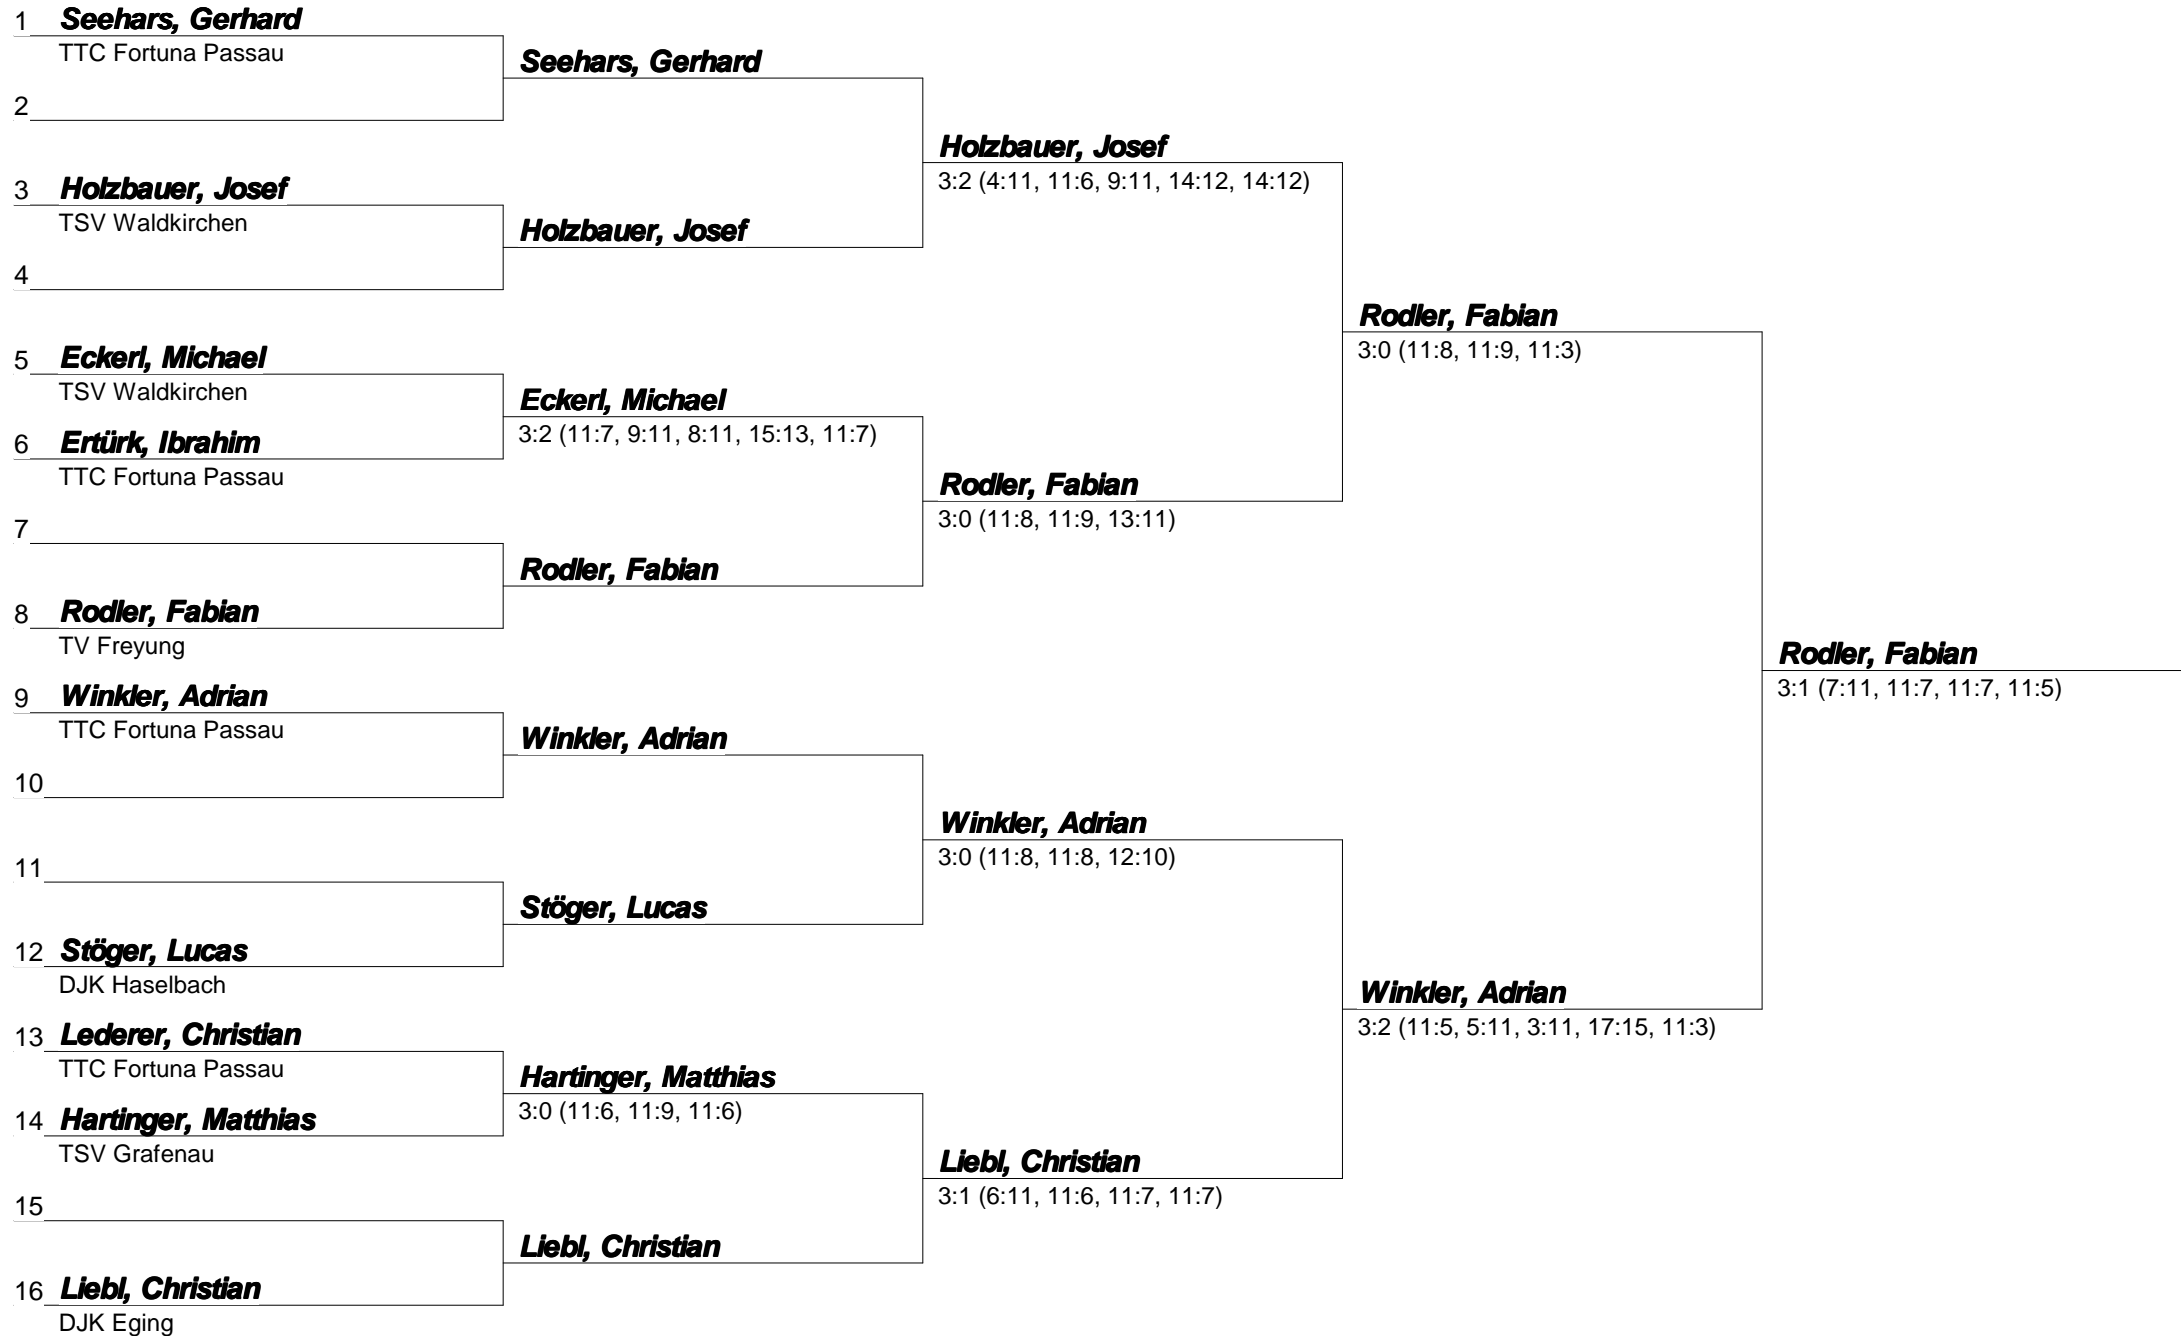 1 Seehars, Gerhard
TTC Fortuna Passau
Seehars, Gerhard
2
Holzbauer, Josef
3:2 (4:11, 11:6, 9:11, 14:12, 14:12)
3 Holzbauer, Josef
TSV Waldkirchen
Holzbauer, Josef
4
Rodler, Fabian
3:0 (11:8, 11:9, 11:3)
5 Eckerl, Michael
TSV Waldkirchen
Eckerl, Michael
3:2 (11:7, 9:11, 8:11, 15:13, 11:7)
6 Ertürk, Ibrahim
TTC Fortuna Passau
Rodler, Fabian
3:0 (11:8, 11:9, 13:11)
7
Rodler, Fabian
8 Rodler, Fabian
TV Freyung
Rodler, Fabian
3:1 (7:11, 11:7, 11:7, 11:5)
9 Winkler, Adrian
TTC Fortuna Passau
Winkler, Adrian
10
Winkler, Adrian
3:0 (11:8, 11:8, 12:10)
11
Stöger, Lucas
12 Stöger, Lucas
DJK Haselbach
Winkler, Adrian
3:2 (11:5, 5:11, 3:11, 17:15, 11:3)
13 Lederer, Christian
TTC Fortuna Passau
Hartinger, Matthias
3:0 (11:6, 11:9, 11:6)
14 Hartinger, Matthias
TSV Grafenau
Liebl, Christian
3:1 (6:11, 11:6, 11:7, 11:7)
15
Liebl, Christian
16 Liebl, Christian
DJK Eging